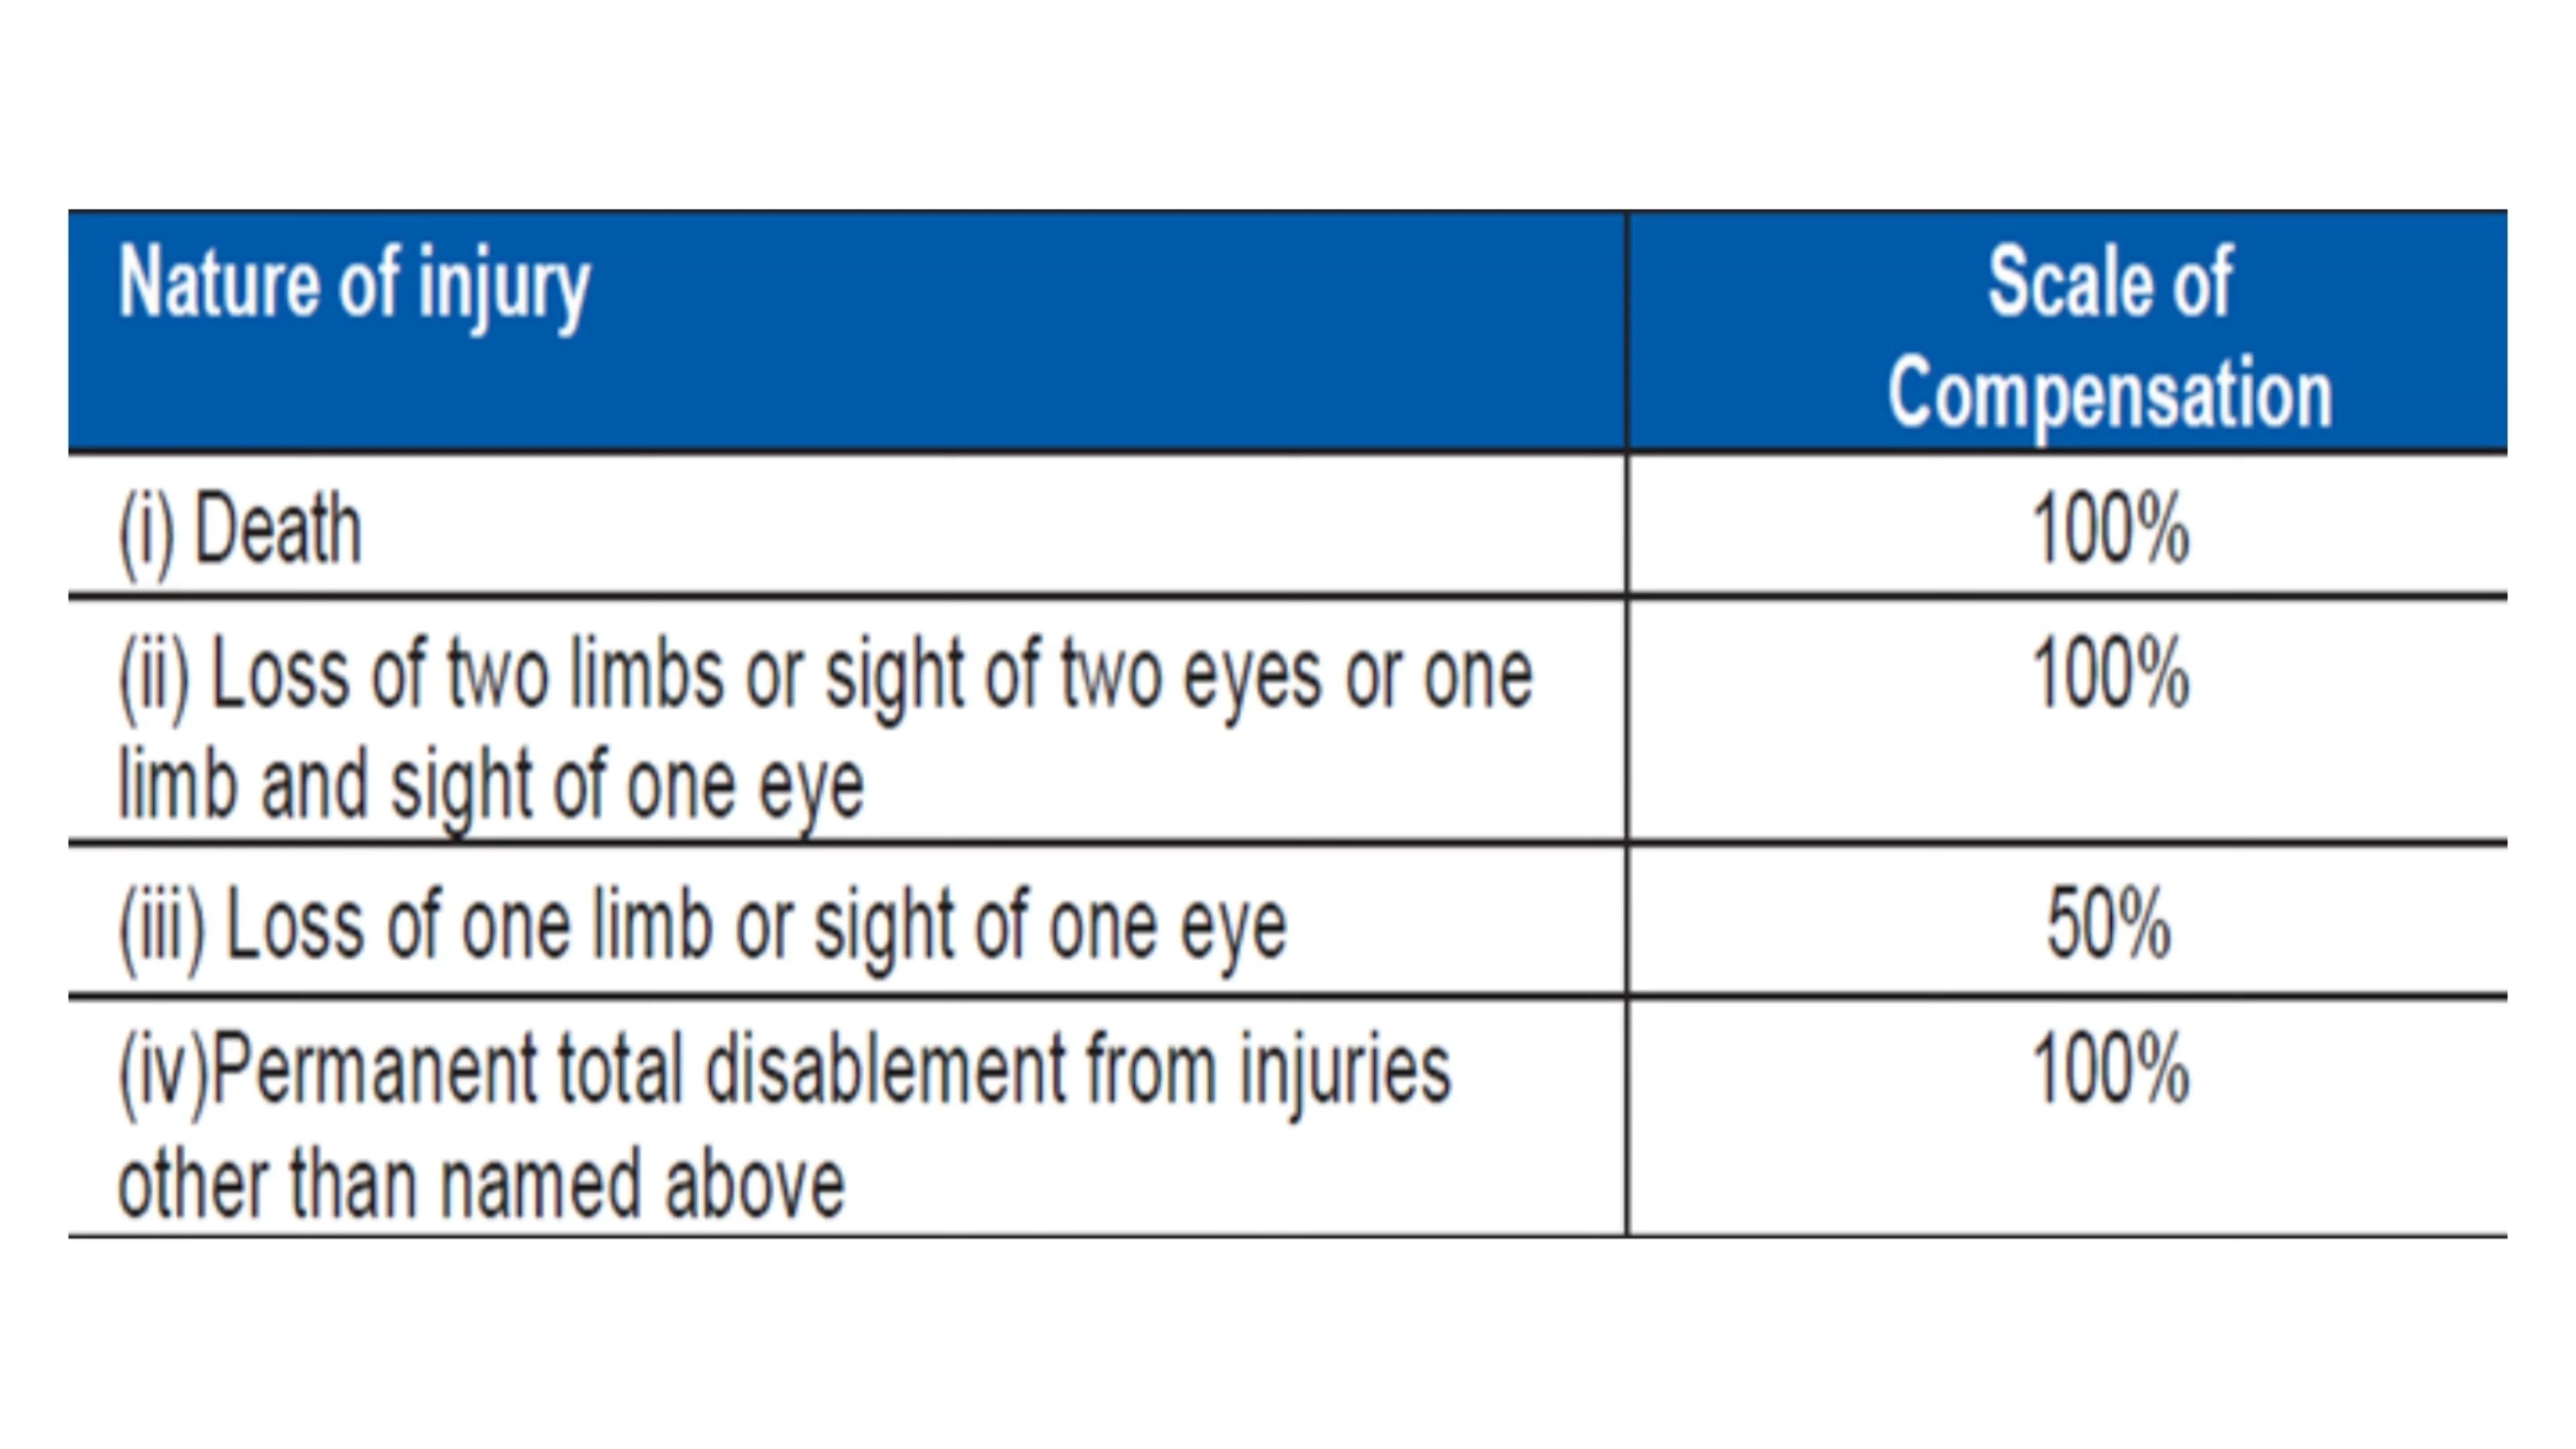 Nature of injury
Scale of
Compensation
(i) Death
100%
(ii) Loss of two limbs or sight of two eyes or one
limb and sight of one eye
100%
(iii) Loss of one limb or sight of one eye
50%
(iv)Permanent total disablement from injuries
other than named above
100%